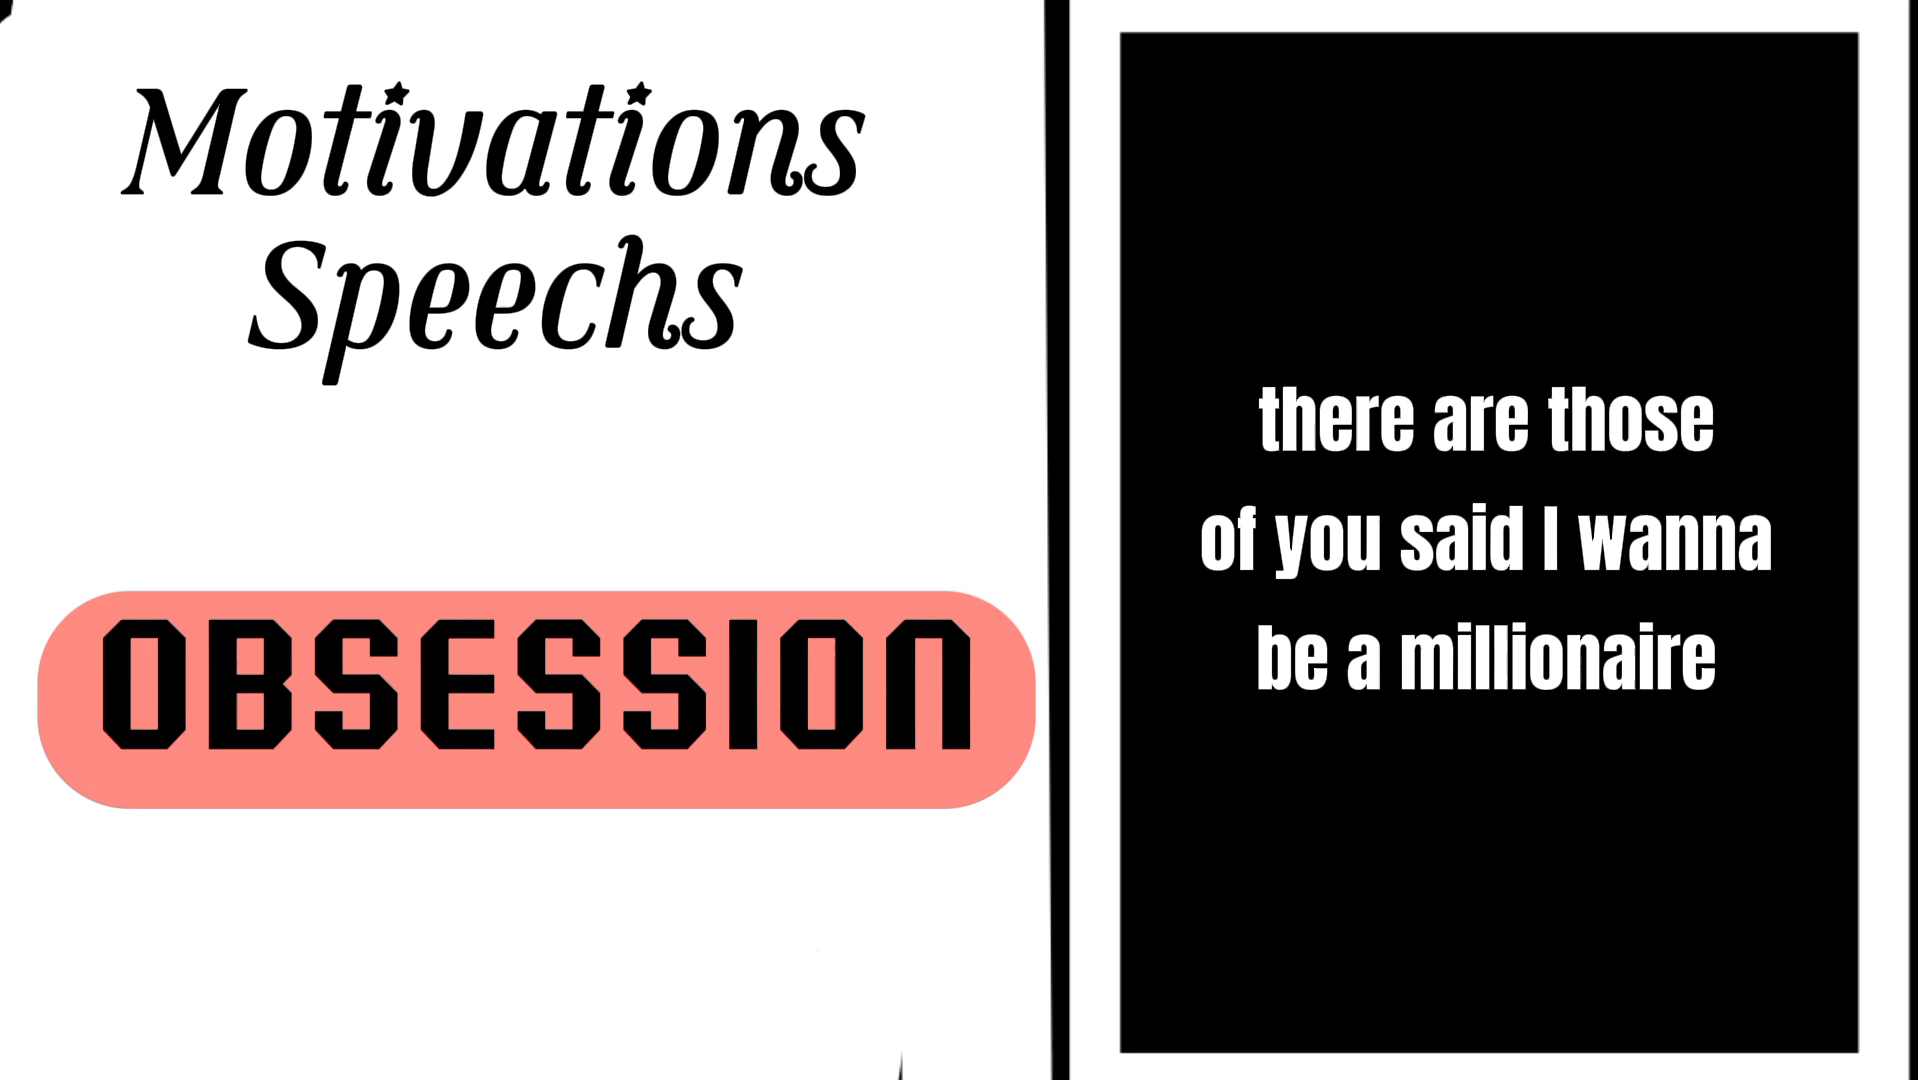 Motivations
Speechs
OBSESSION
there are those
of you said I wanna
be a millionaire